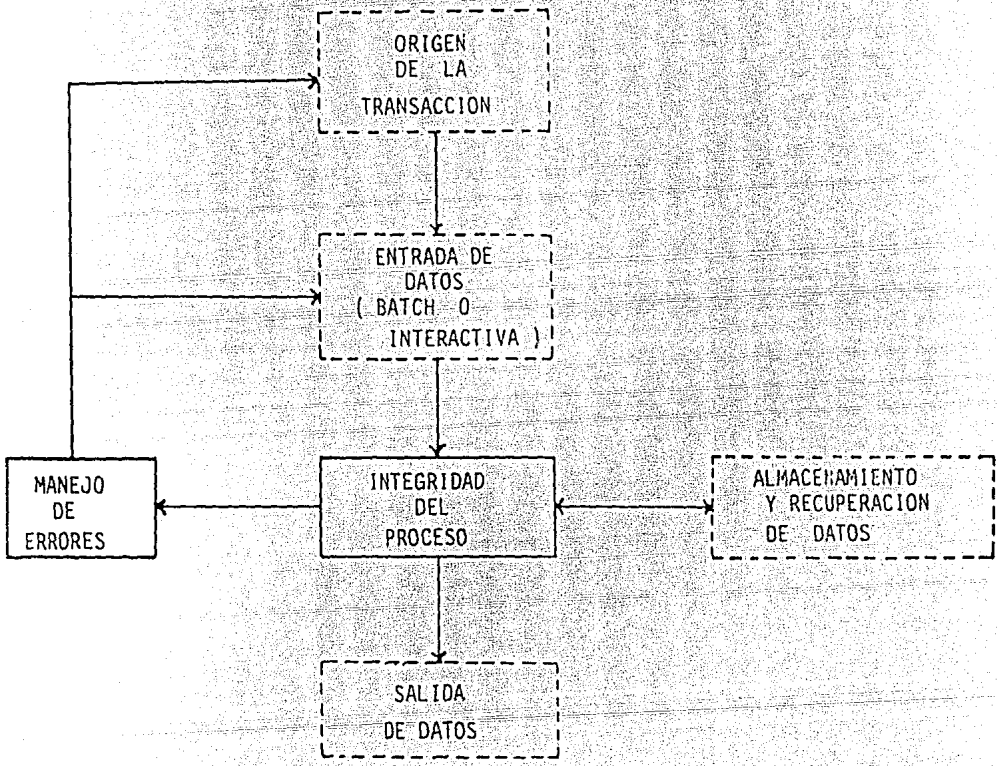 ORIGEN
DE LA
TRANSACCION
ENTRADA DE
DATOS
( BATCH O
INTERACTIVA )
MANEJO
DE
ERRORES
INTEGRIDAD
DEL
PROCESO
ALMACENAMIENTO
Y RECUPERACION
DE DATOS
SALIDA
DE DATOS